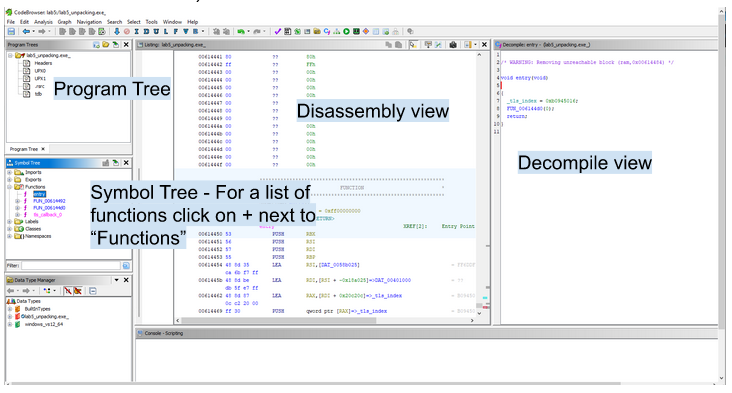 CodeBrowser: lab5:/lab5_unpacking.exe_
File Edit Analysis Graph Navigation Search Select Tools Window Help
Program Trees
lab5_unpacking.exe_
Headers
UPX0
UPX1
.rsrc
tdb
Program Tree
Program Tree ×
Symbol Tree
Imports
Exports
Functions
entry
FUN_00614492
FUN_006144d0
tls_callback_0
Labels
Classes
Namespaces
Filter:
Symbol Tree - For a list of
functions click on + next to
“Functions”
Data Type Manager
Data Types
BuiltInTypes
lab5_unpacking.exe_
windows_vs12_64
Listing: lab5_unpacking.exe_
00614441 00 ?? 00h
00614442 ff ?? FFh
00614443 00 ?? 00h
00614444 00 ?? 00h
00614445 00 ?? 00h
00614446 00 ?? 00h
00614447 00 ?? 00h
00614448 00 ?? 00h
00614449 00 ?? 00h
0061444a 00 ?? 00h
0061444b 00 ?? 00h
0061444c 00 ?? 00h
0061444d 00 ?? 00h
0061444e 00 ?? 00h
0061444f 00 ?? 00h
Disassembly view
FUNCTION
= 0xff00000000
<RETURN>
entry XREF[2]: Entry Point
00614450 53 PUSH RBX
00614451 56 PUSH RSI
00614452 57 PUSH RDI
00614453 55 PUSH RBP
00614454 48 8d 35 LEA RSI,[DAT_0058b025]
ca 6b f7 ff
0061445b 48 8d be LEA RDI,[RSI + -0x18a025]=>DAT_00401000 = ??
db 5f e7 ff
00614462 48 8d 87 LEA RAX,[RDI + 0x20c20c]=>_tls_index
0c c2 20 00
00614469 ff 30 PUSH qword ptr [RAX]=>_tls_index
Console - Scripting
Decompile: entry - (lab5_unpacking.exe_)
1
2 /* WARNING: Removing unreachable block (ram,0x00614606) */
3
4 void entry(void)
5
6 {
7 _tls_index = 0xb0945016;
8 FUN_006144d0(0);
9 return;
10 }
11
Decompile view